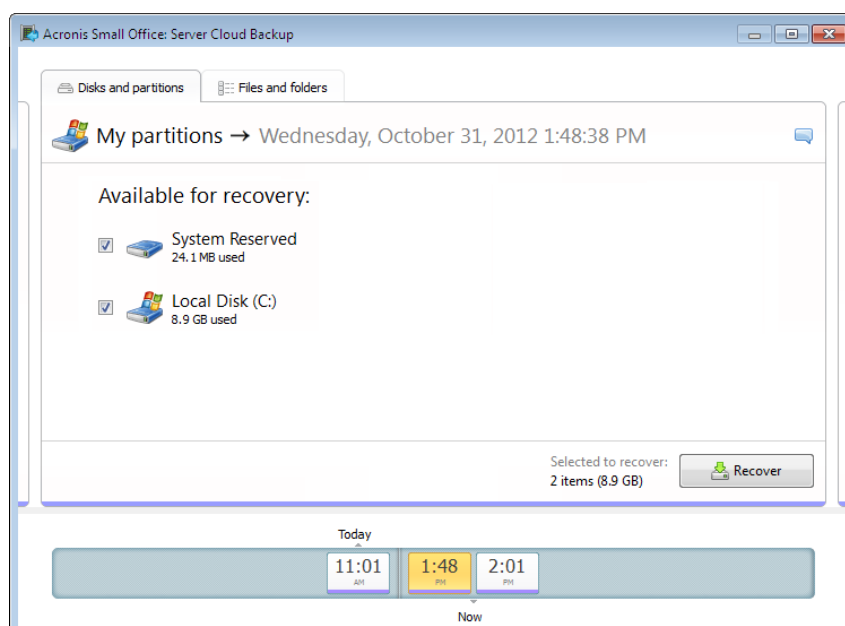 Acronis Small Office: Server Cloud Backup
Disks and partitions
Files and folders
My partitions → Wednesday, October 31, 2012 1:48:38 PM
Available for recovery:
System Reserved
24.1 MB used
Local Disk (C:)
8.9 GB used
Selected to recover:
2 items (8.9 GB)
Recover
Today
11:01
AM
1:48
PM
2:01
PM
Now